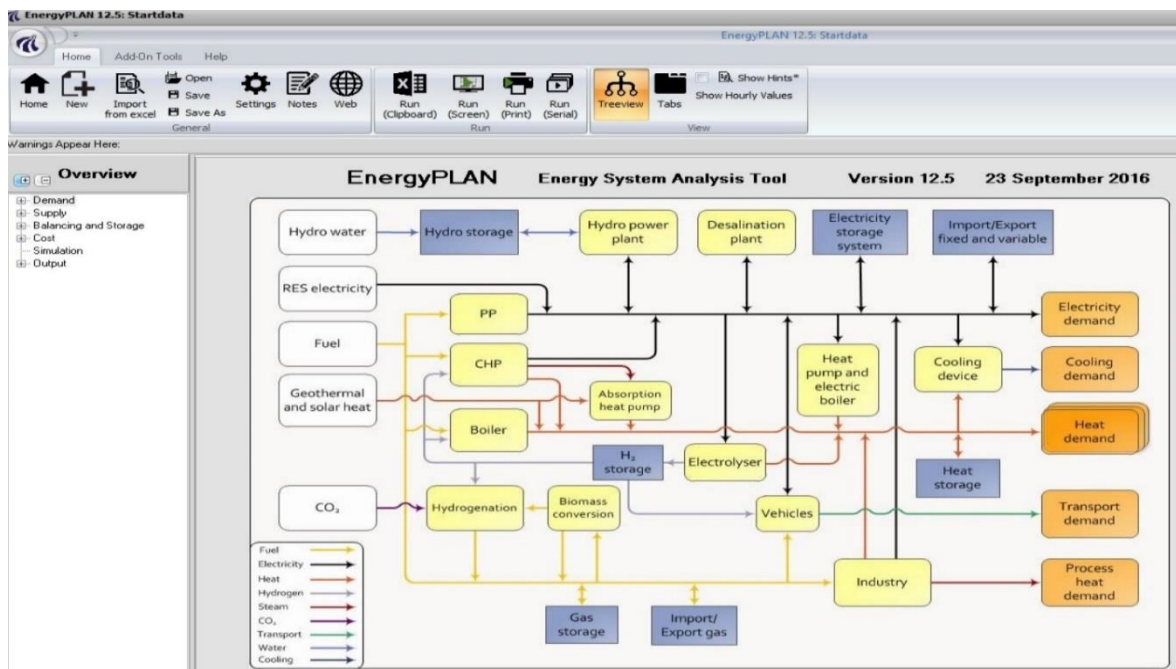 EnergyPLAN 12.5: Startdata
EnergyPLAN 12.5: Startdata
Home Add-On Tools Help
Home
New
Import
from excel
Open
Save
Save As
Settings
Notes
Web
General
Run
(Clipboard)
Run
(Screen)
Run
(Print)
Run
(Serial)
Run
Treeview
Tabs
Show Hints"
Show Hourly Values
View
Warnings Appear Here:
Overview
Demand
Supply
Balancing and Storage
Cost
Simulation
Output
EnergyPLAN Energy System Analysis Tool Version 12.5 23 September 2016
Hydro water
Hydro storage
Hydro power
plant
Desalination
plant
Electricity
storage
system
Import/Export
fixed and variable
RES electricity
PP
Electricity
demand
Fuel
CHP
Heat
pump and
electric
boiler
Cooling
device
Cooling
demand
Geothermal
and solar heat
Absorption
heat pump
Boiler
Heat
demand
H₂
storage
Electrolyser
Heat
storage
CO₂
Hydrogenation
Biomass
conversion
Vehicles
Transport
demand
Fuel
Electricity
Heat
Hydrogen
Steam
CO₂
Transport
Water
Cooling
Gas
storage
Import/
Export gas
Industry
Process
heat
demand